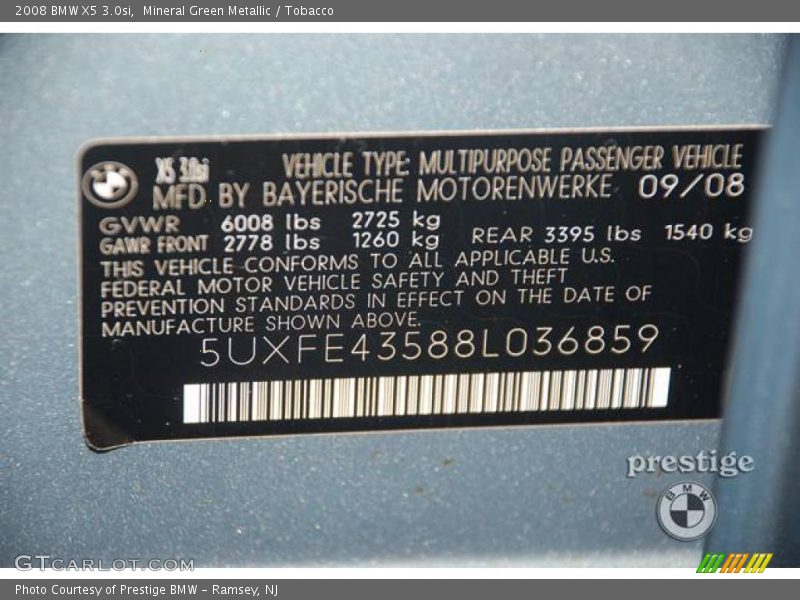 2008 BMW X5 3.0si, Mineral Green Metallic / Tobacco
X5 3.0si VEHICLE TYPE: MULTIPURPOSE PASSENGER VEHICLE
MFD BY BAYERISCHE MOTORENWERKE 09/08
GVWR 6008 lbs 2725 kg
GAWR FRONT 2778 lbs 1260 kg REAR 3395 lbs 1540 kg
THIS VEHICLE CONFORMS TO ALL APPLICABLE U.S.
FEDERAL MOTOR VEHICLE SAFETY AND THEFT
PREVENTION STANDARDS IN EFFECT ON THE DATE OF
MANUFACTURE SHOWN ABOVE.
5UXFE43588L036859
prestige
BMW
GTCARLOT.COM
Photo Courtesy of Prestige BMW - Ramsey, NJ